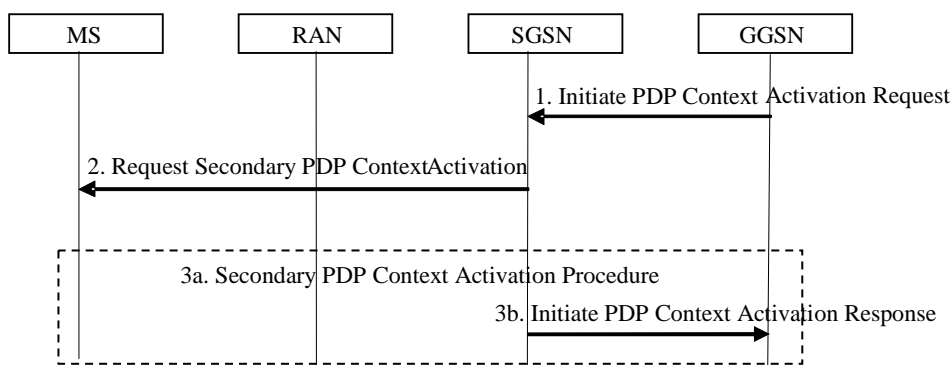 MS
RAN
SGSN
GGSN
1. Initiate PDP Context Activation Request
2. Request Secondary PDP ContextActivation
3a. Secondary PDP Context Activation Procedure
3b. Initiate PDP Context Activation Response